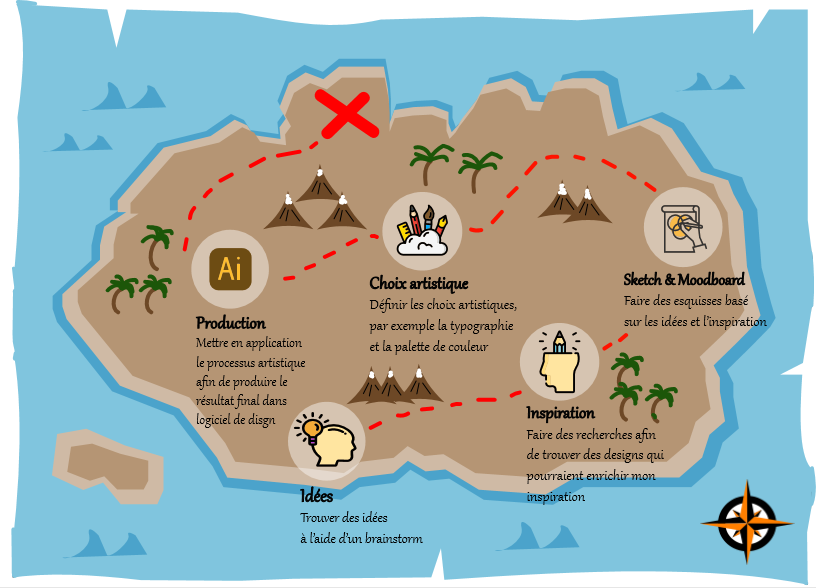 Ai
Production
Mettre en application
le processus artistique
afin de produire le
résultat final dans
logiciel de disgn
Choix artistique
Définir les choix artistiques,
par exemple la typographie
et la palette de couleur
Sketch & Moodboard
Faire des esquisses basé
sur les idées et l'inspiration
Inspiration
Faire des recherches afin
de trouver des designs qui
pourraient enrichir mon
inspiration
Idées
Trouver des idées
à l'aide d'un brainstorm